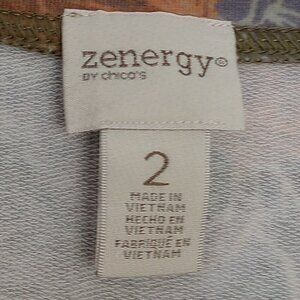 zenergy®
BY chico's
2
MADE IN
VIETNAM
HECHO EN
VIETNAM
FABRIQUÉ EN
VIETNAM